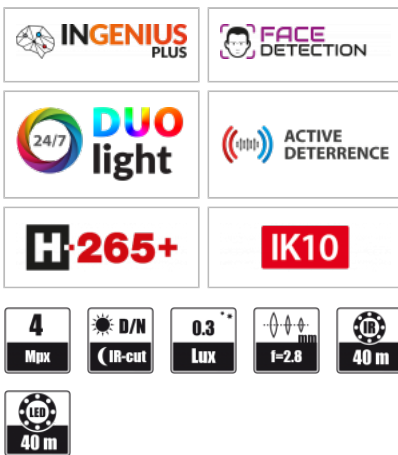 INGENIUS
PLUS
FACE
DETECTION
24/7
DUO
light
ACTIVE
DETERRENCE
H·265+
IK10
4
Mpx
D/N
IR-cut
0.3
Lux
mm
f=2.8
IR
40 m
LED
40 m